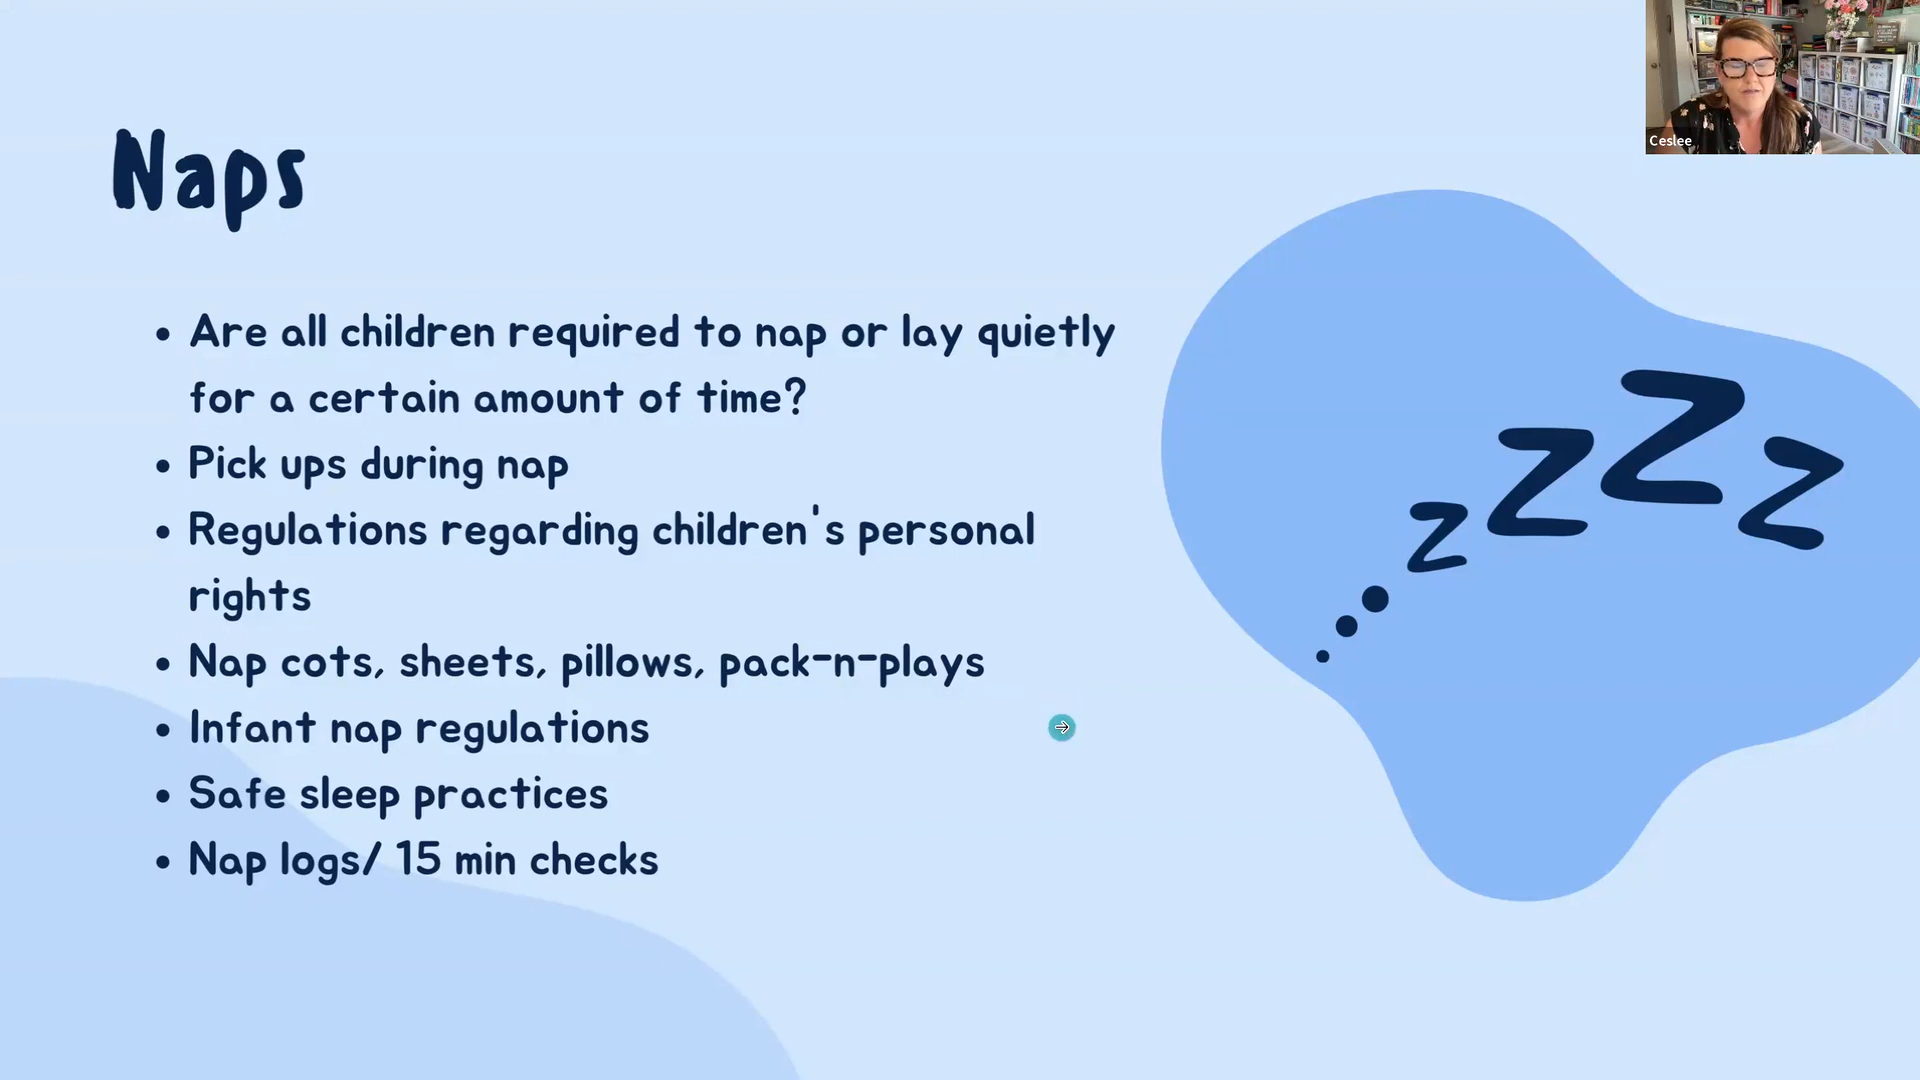 Ceslee
Naps
• Are all children required to nap or lay quietly
for a certain amount of time?
• Pick ups during nap
• Regulations regarding children's personal
rights
• Nap cots, sheets, pillows, pack-n-plays
• Infant nap regulations
• Safe sleep practices
• Nap logs/ 15 min checks
z z z z